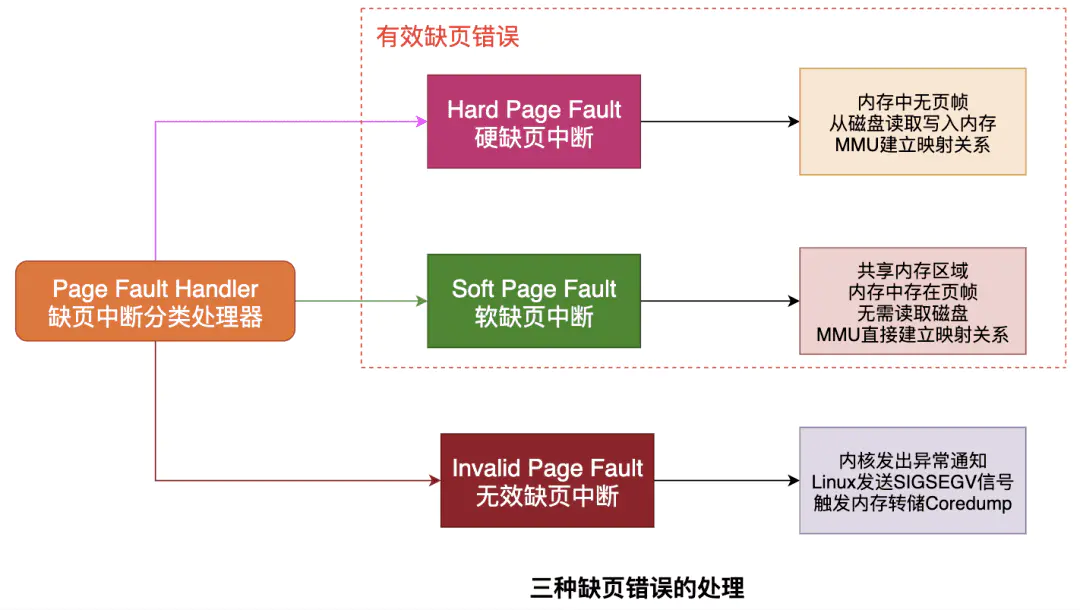 有效缺页错误
Hard Page Fault
硬缺页中断
内存中无页帧
从磁盘读取写入内存
MMU建立映射关系
Page Fault Handler
缺页中断分类处理器
Soft Page Fault
软缺页中断
共享内存区域
内存中存在页帧
无需读取磁盘
MMU直接建立映射关系
Invalid Page Fault
无效缺页中断
内核发出异常通知
Linux发送SIGSEGV信号
触发内存转储Coredump
三种缺页错误的处理